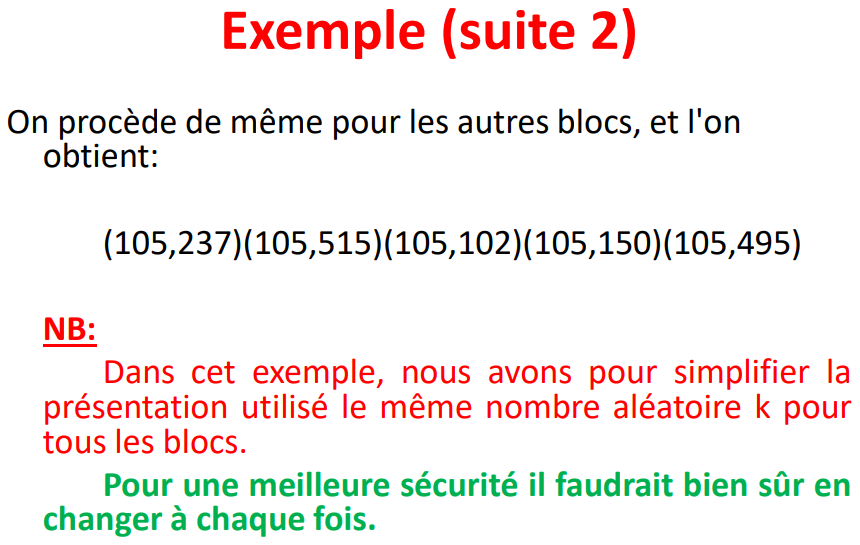 Exemple (suite 2)
On procède de même pour les autres blocs, et l'on
obtient:
(105,237)(105,515)(105,102)(105,150)(105,495)
NB:
Dans cet exemple, nous avons pour simplifier la
présentation utilisé le même nombre aléatoire k pour
tous les blocs.
Pour une meilleure sécurité il faudrait bien sûr en
changer à chaque fois.